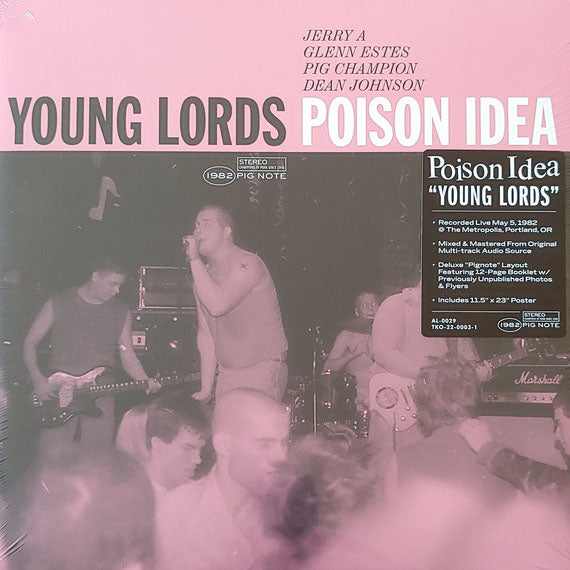 JERRY A
GLENN ESTES
PIG CHAMPION
DEAN JOHNSON
YOUNG LORDS POISON IDEA
STEREO
1982 PIG NOTE
Poison Idea
"YOUNG LORDS"
• Recorded Live May 5, 1982
@ The Metropolis, Portland, OR
• Mixed & Mastered From Original
Multi-track Audio Source
• Deluxe "Pignote" Layout
Featuring 12-Page Booklet w/
Previously Unpublished Photos
& Flyers
• Includes 11.5" x 23" Poster
AL-0029
TKO-22-0003-1
STEREO
1982 PIG NOTE
Marshall